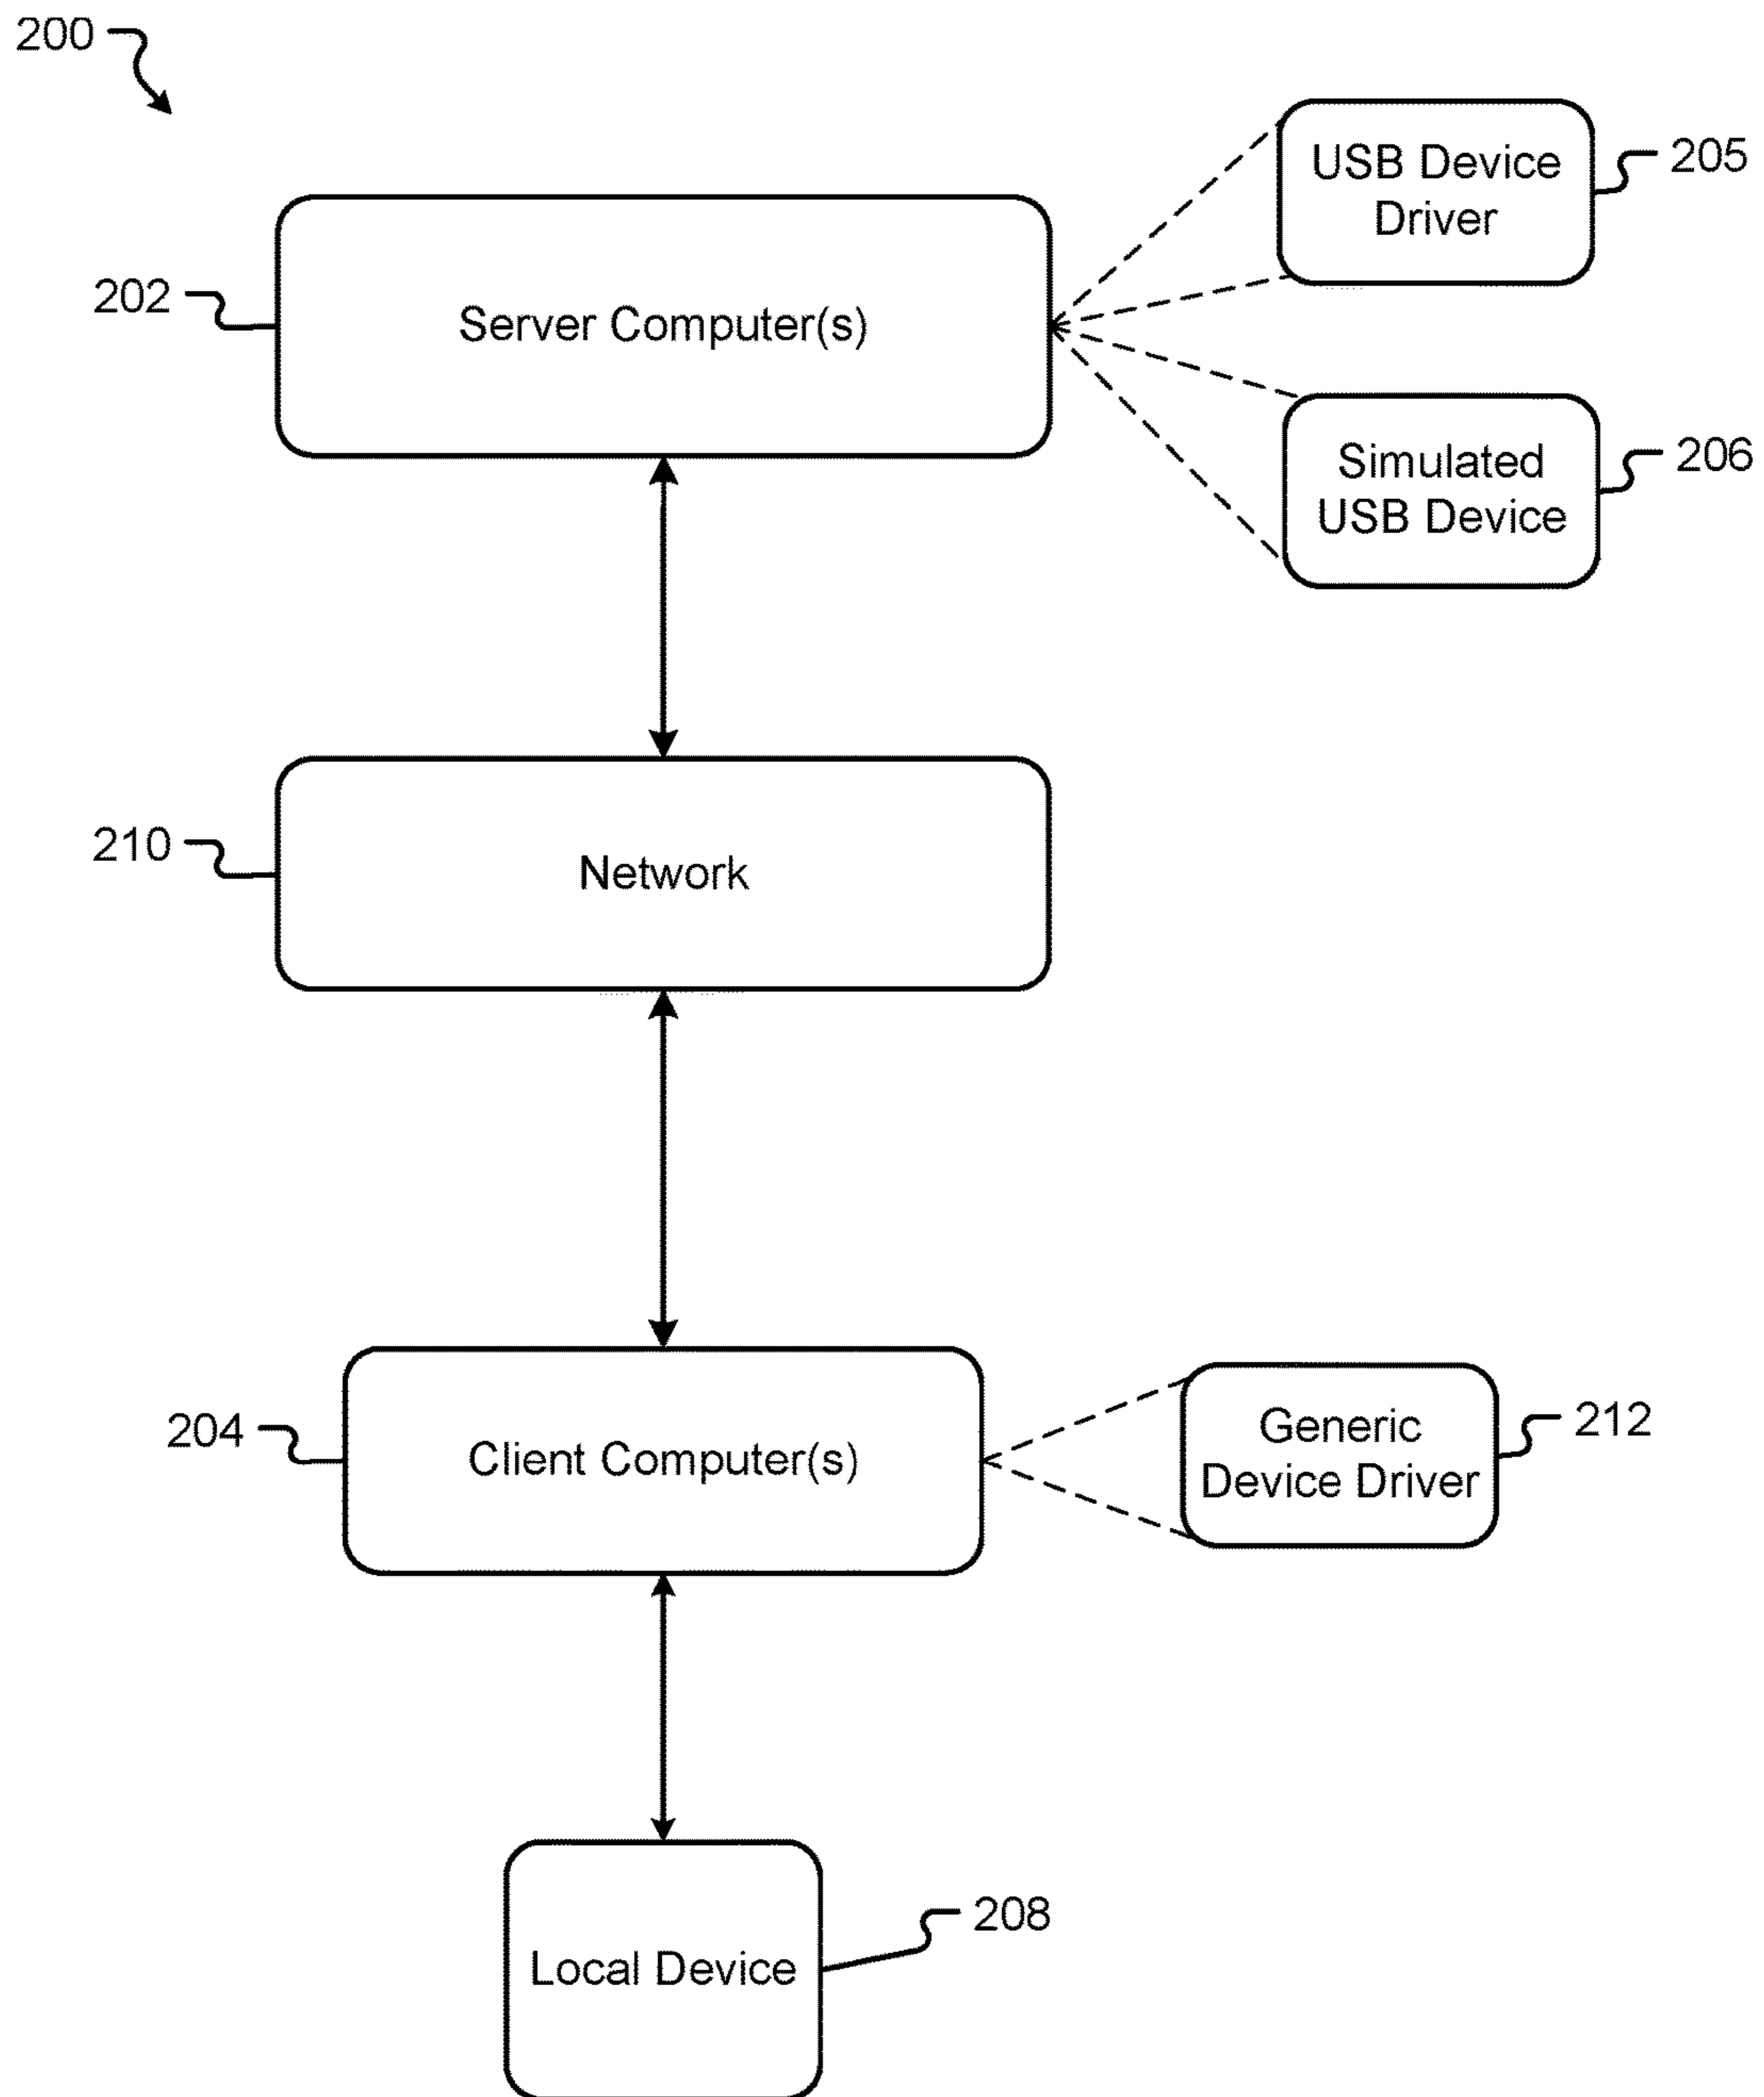 200
USB Device
Driver
205
202
Server Computer(s)
Simulated
USB Device
206
210
Network
204
Client Computer(s)
Generic
Device Driver
212
Local Device
208